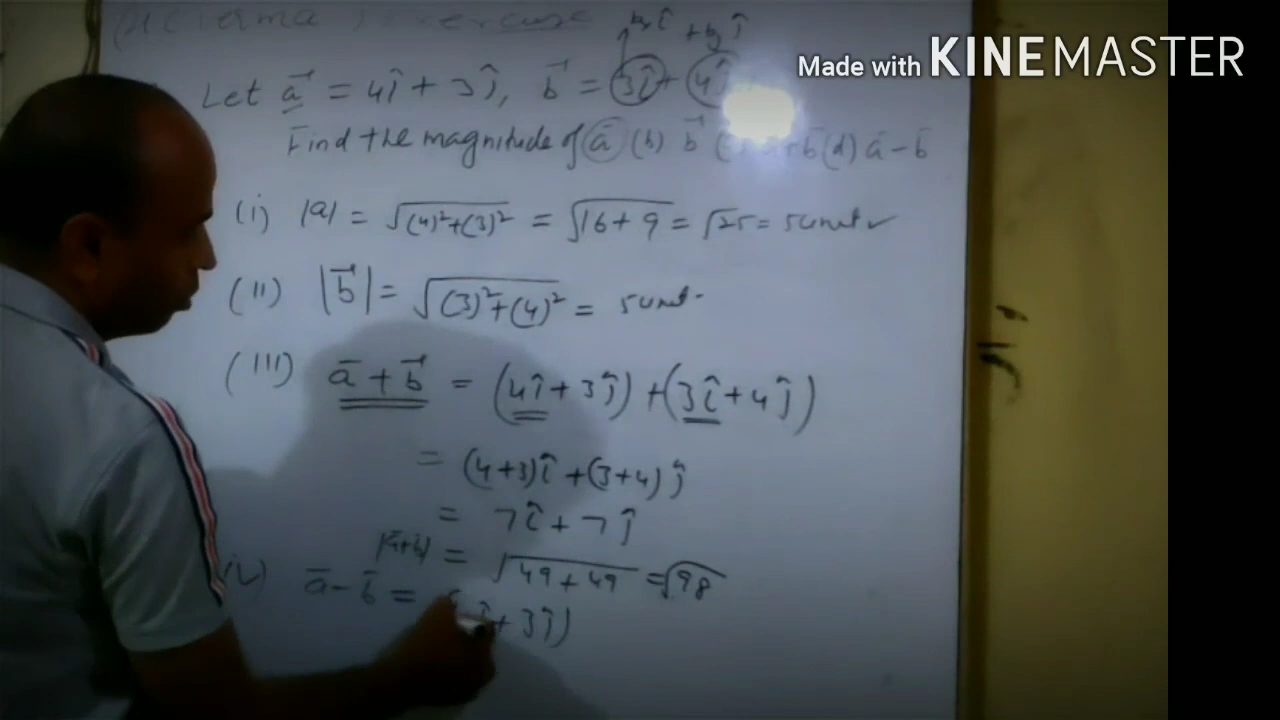 Made with KINEMASTER
+ by ĵ
Let a⃗ = 4î + 3ĵ, b⃗ = 3î + 4ĵ
Find the magnitude of a̅ (b) b⃗ b̅ (d) a̅ - b̅
(i) |a| = √(4)²+(3)² = √16 + 9 = √25 = 5 unit ✓
(ii) |b⃗| = √(3)²+(4)² = 5 unit
(iii) a̅ + b⃗ = (4î + 3ĵ) + (3î + 4ĵ)
= (4+3)î + (3+4)ĵ
= 7î + 7ĵ
|a̅+b̅| = √49 + 49 = √98
a̅ - b̅ = î + 3ĵ)